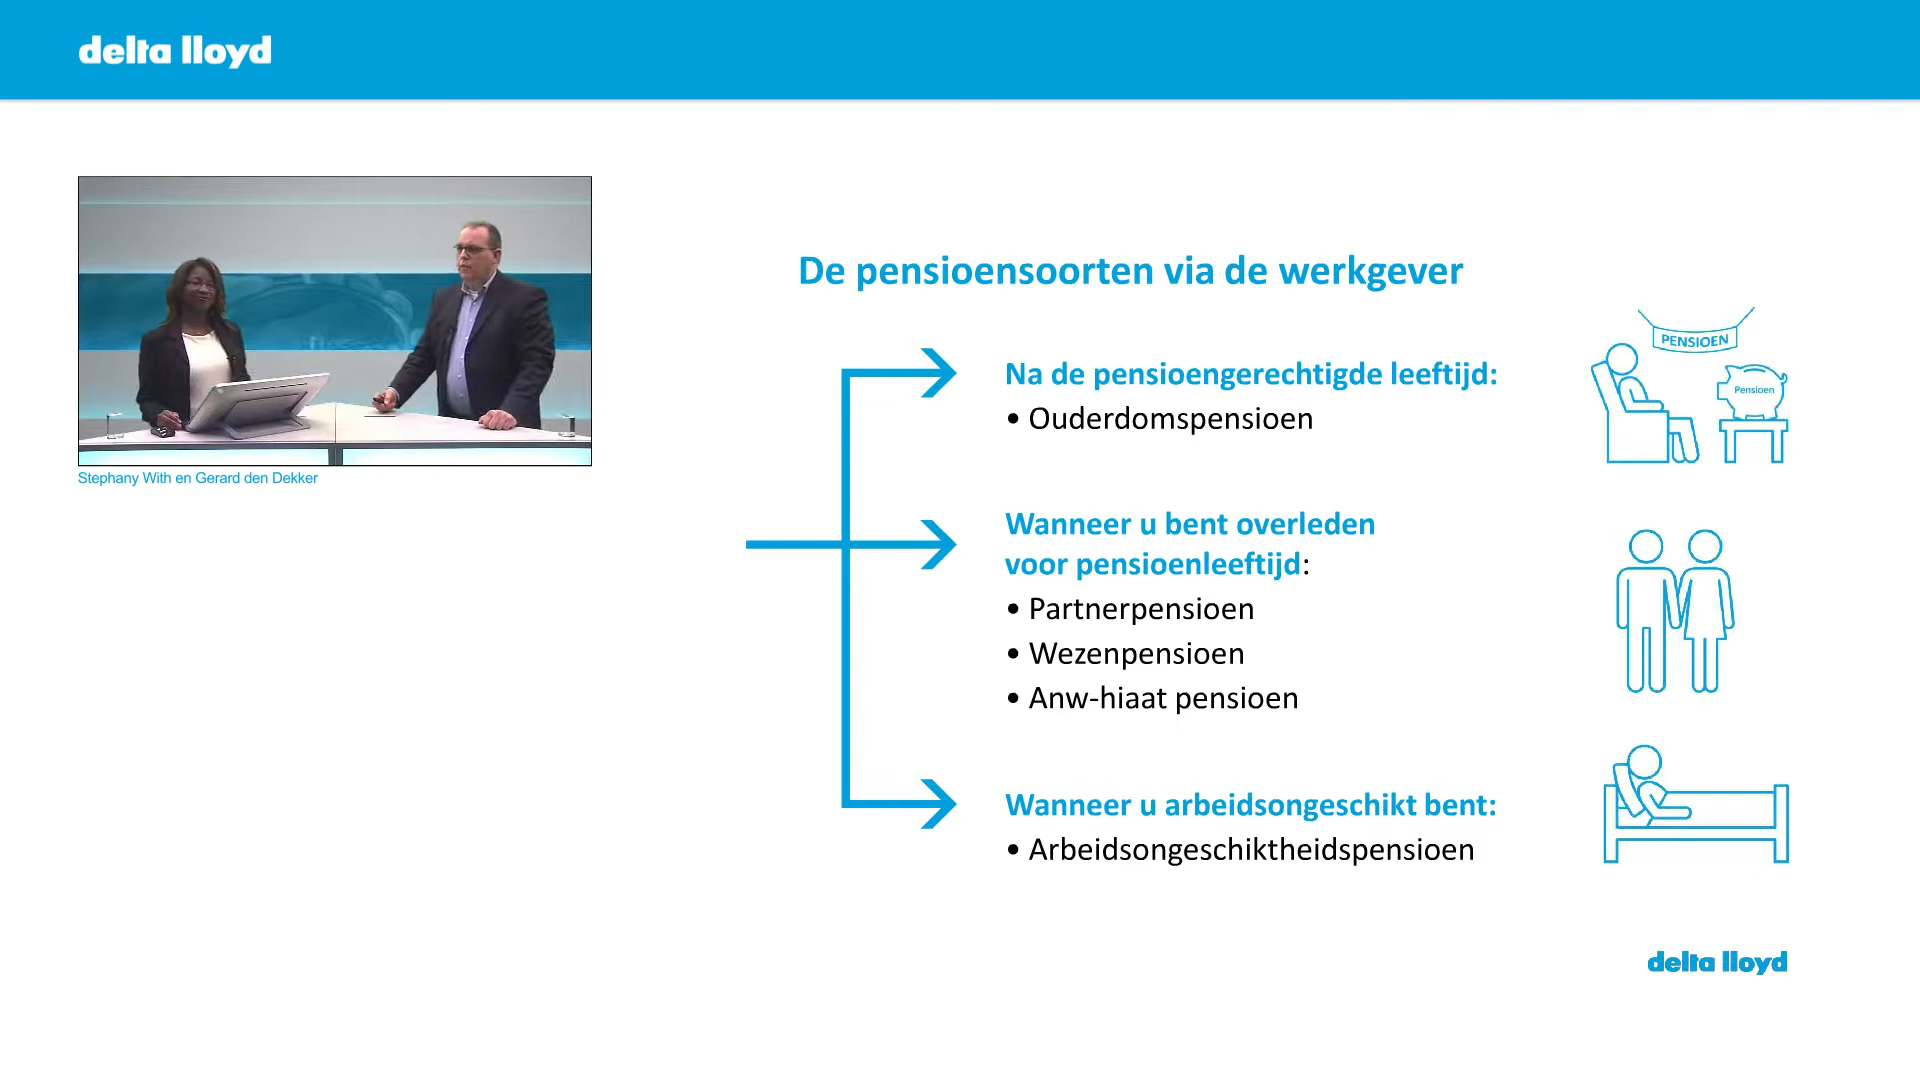 delta lloyd
Stephany With en Gerard den Dekker
De pensioensoorten via de werkgever
Na de pensioengerechtigde leeftijd:
• Ouderdomspensioen
PENSIOEN
Pensioen
Wanneer u bent overleden
voor pensioenleeftijd:
• Partnerpensioen
• Wezenpensioen
• Anw-hiaat pensioen
Wanneer u arbeidsongeschikt bent:
• Arbeidsongeschiktheidspensioen
delta lloyd